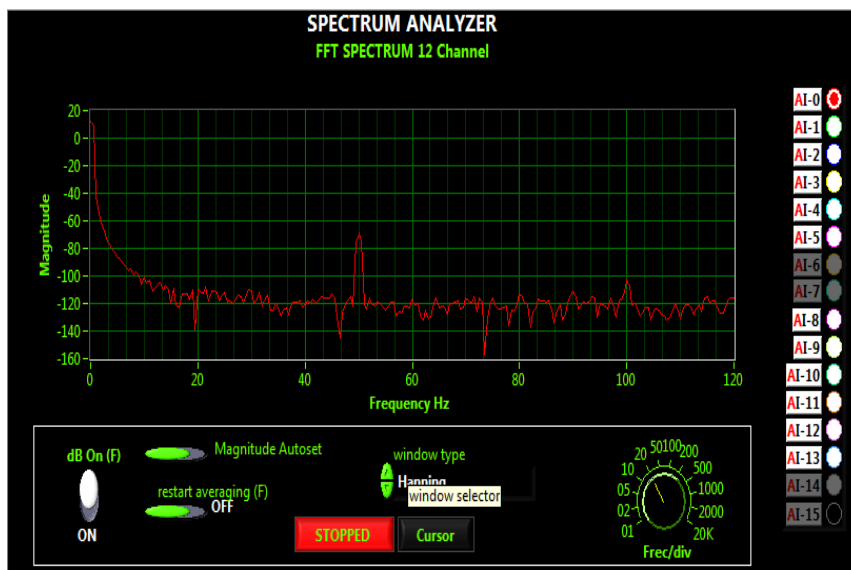 SPECTRUM ANALYZER
FFT SPECTRUM 12 Channel
Magnitude
20
0
-20
-40
-60
-80
-100
-120
-140
-160
0 20 40 60 80 100 120
Frequency Hz
AI-0
AI-1
AI-2
AI-3
AI-4
AI-5
AI-6
AI-7
AI-8
AI-9
AI-10
AI-11
AI-12
AI-13
AI-14
AI-15
dB On (F)
ON
Magnitude Autoset
restart averaging (F)
OFF
window type
Hanning
window selector
STOPPED
Cursor
01
02
05
10
20
50
100
200
500
1000
2000
20K
Frec/div